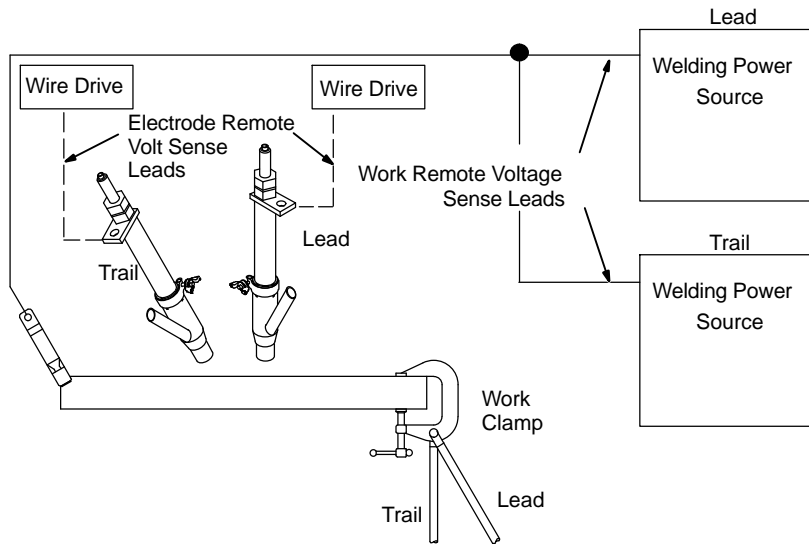 Lead
Welding Power
Source
Wire Drive
Wire Drive
Electrode Remote
Volt Sense
Leads
Work Remote Voltage
Sense Leads
Lead
Trail
Trail
Welding Power
Source
Work
Clamp
Lead
Trail